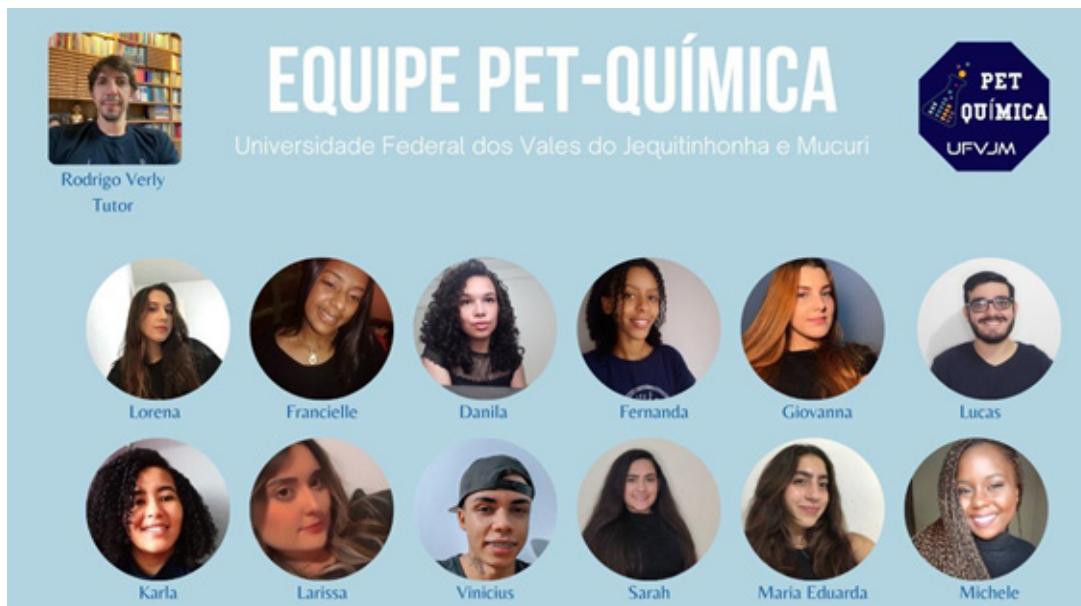 EQUIPE PET-QUÍMICA
Universidade Federal dos Vales do Jequitinhonha e Mucuri
PET
QUÍMICA
UFVJM
Rodrigo Verly
Tutor
Lorena
Francielle
Danila
Fernanda
Giovanna
Lucas
Karla
Larissa
Vinicius
Sarah
Maria Eduarda
Michele